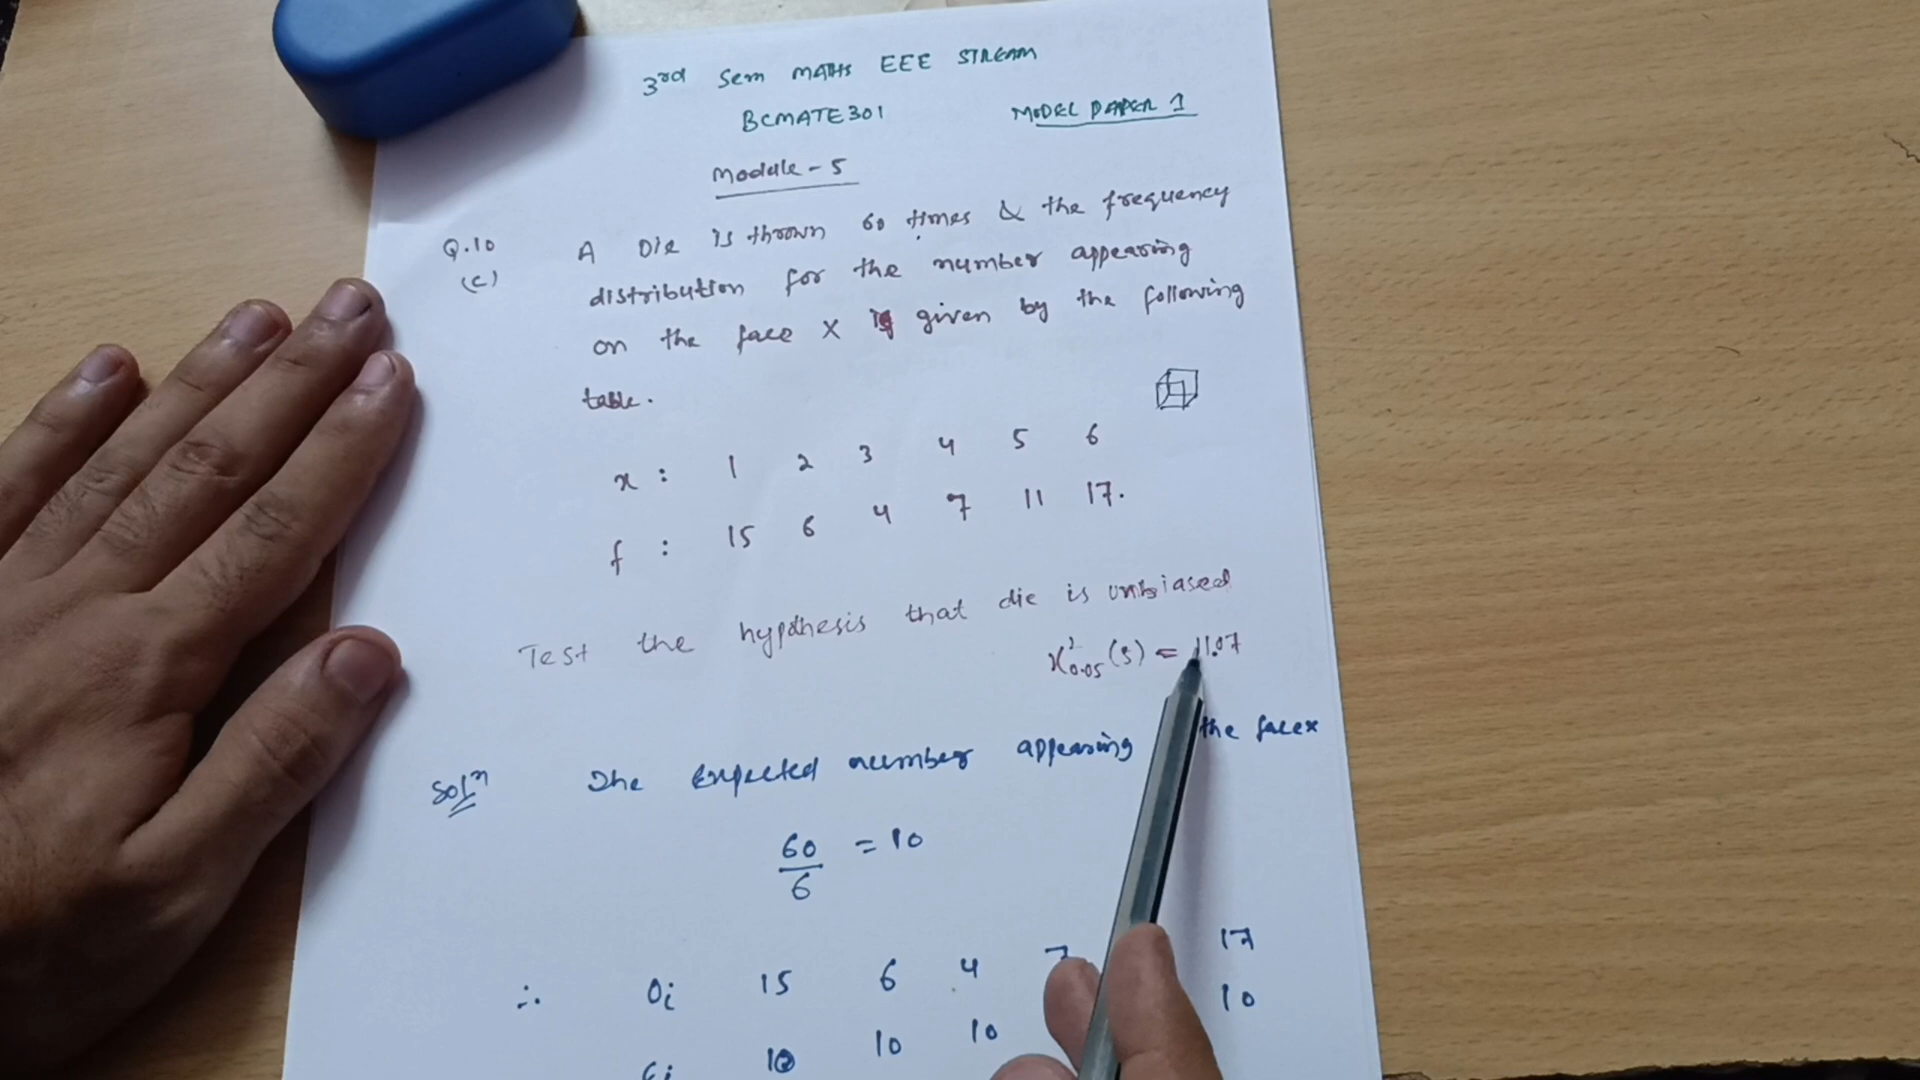 3rd Sem MATHS EEE STREAM
BCMATE301 MODEL PAPER 1
Module - 5
Q.10 A Die is thrown 60 times & the frequency
(c) distribution for the number appearing
on the face X is given by the following
table.
x : 1 2 3 4 5 6
f : 15 6 4 7 11 17.
Test the hypothesis that die is unbiased
χ²0.05 (5) = 11.07
Solⁿ The Expected number appearing the face x
60/6 = 10
∴ Oi 15 6 4 7 17
Ei 10 10 10 10